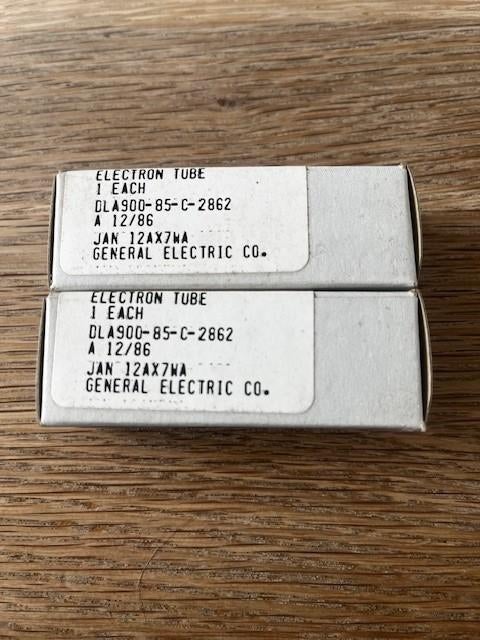 ELECTRON TUBE
1 EACH
DLA900-85-C-2862
A 12/86
JAN 12AX7WA
GENERAL ELECTRIC CO.
ELECTRON TUBE
1 EACH
DLA900-85-C-2862
A 12/86
JAN 12AX7WA
GENERAL ELECTRIC CO.